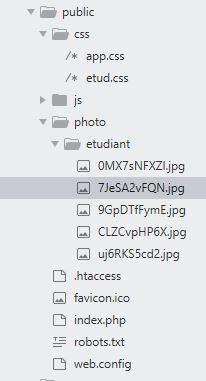 public
css
/* app.css
/* etud.css
js
photo
etudiant
0MX7sNFXZI.jpg
7JeSA2vFQN.jpg
9GpDTfFymE.jpg
CLZCvpHP6X.jpg
uj6RKS5cd2.jpg
.htaccess
favicon.ico
index.php
robots.txt
web.config